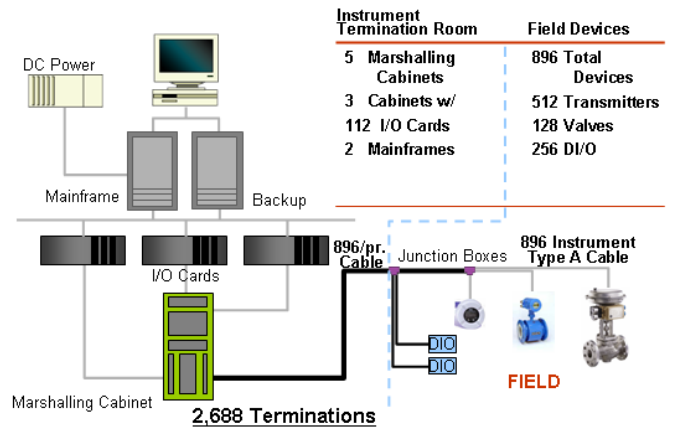 Instrument
Termination Room
Field Devices
DC Power
5 Marshalling
Cabinets
896 Total
Devices
3 Cabinets w/
512 Transmitters
112 I/O Cards
128 Valves
2 Mainframes
256 DI/O
Mainframe
Backup
896/pr.
Cable
Junction Boxes
896 Instrument
Type A Cable
I/O Cards
DIO
DIO
FIELD
Marshalling Cabinet
2,688 Terminations